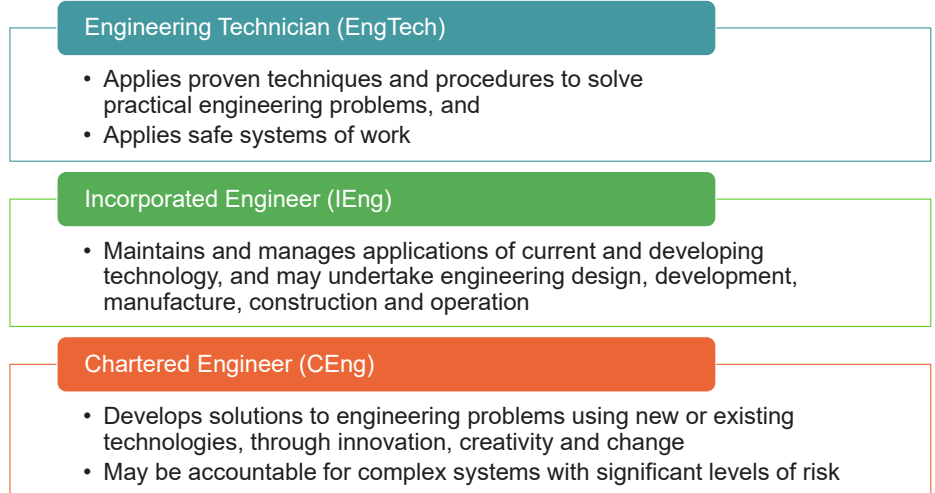 Engineering Technician (EngTech)
• Applies proven techniques and procedures to solve
practical engineering problems, and
• Applies safe systems of work
Incorporated Engineer (IEng)
• Maintains and manages applications of current and developing
technology, and may undertake engineering design, development,
manufacture, construction and operation
Chartered Engineer (CEng)
• Develops solutions to engineering problems using new or existing
technologies, through innovation, creativity and change
• May be accountable for complex systems with significant levels of risk